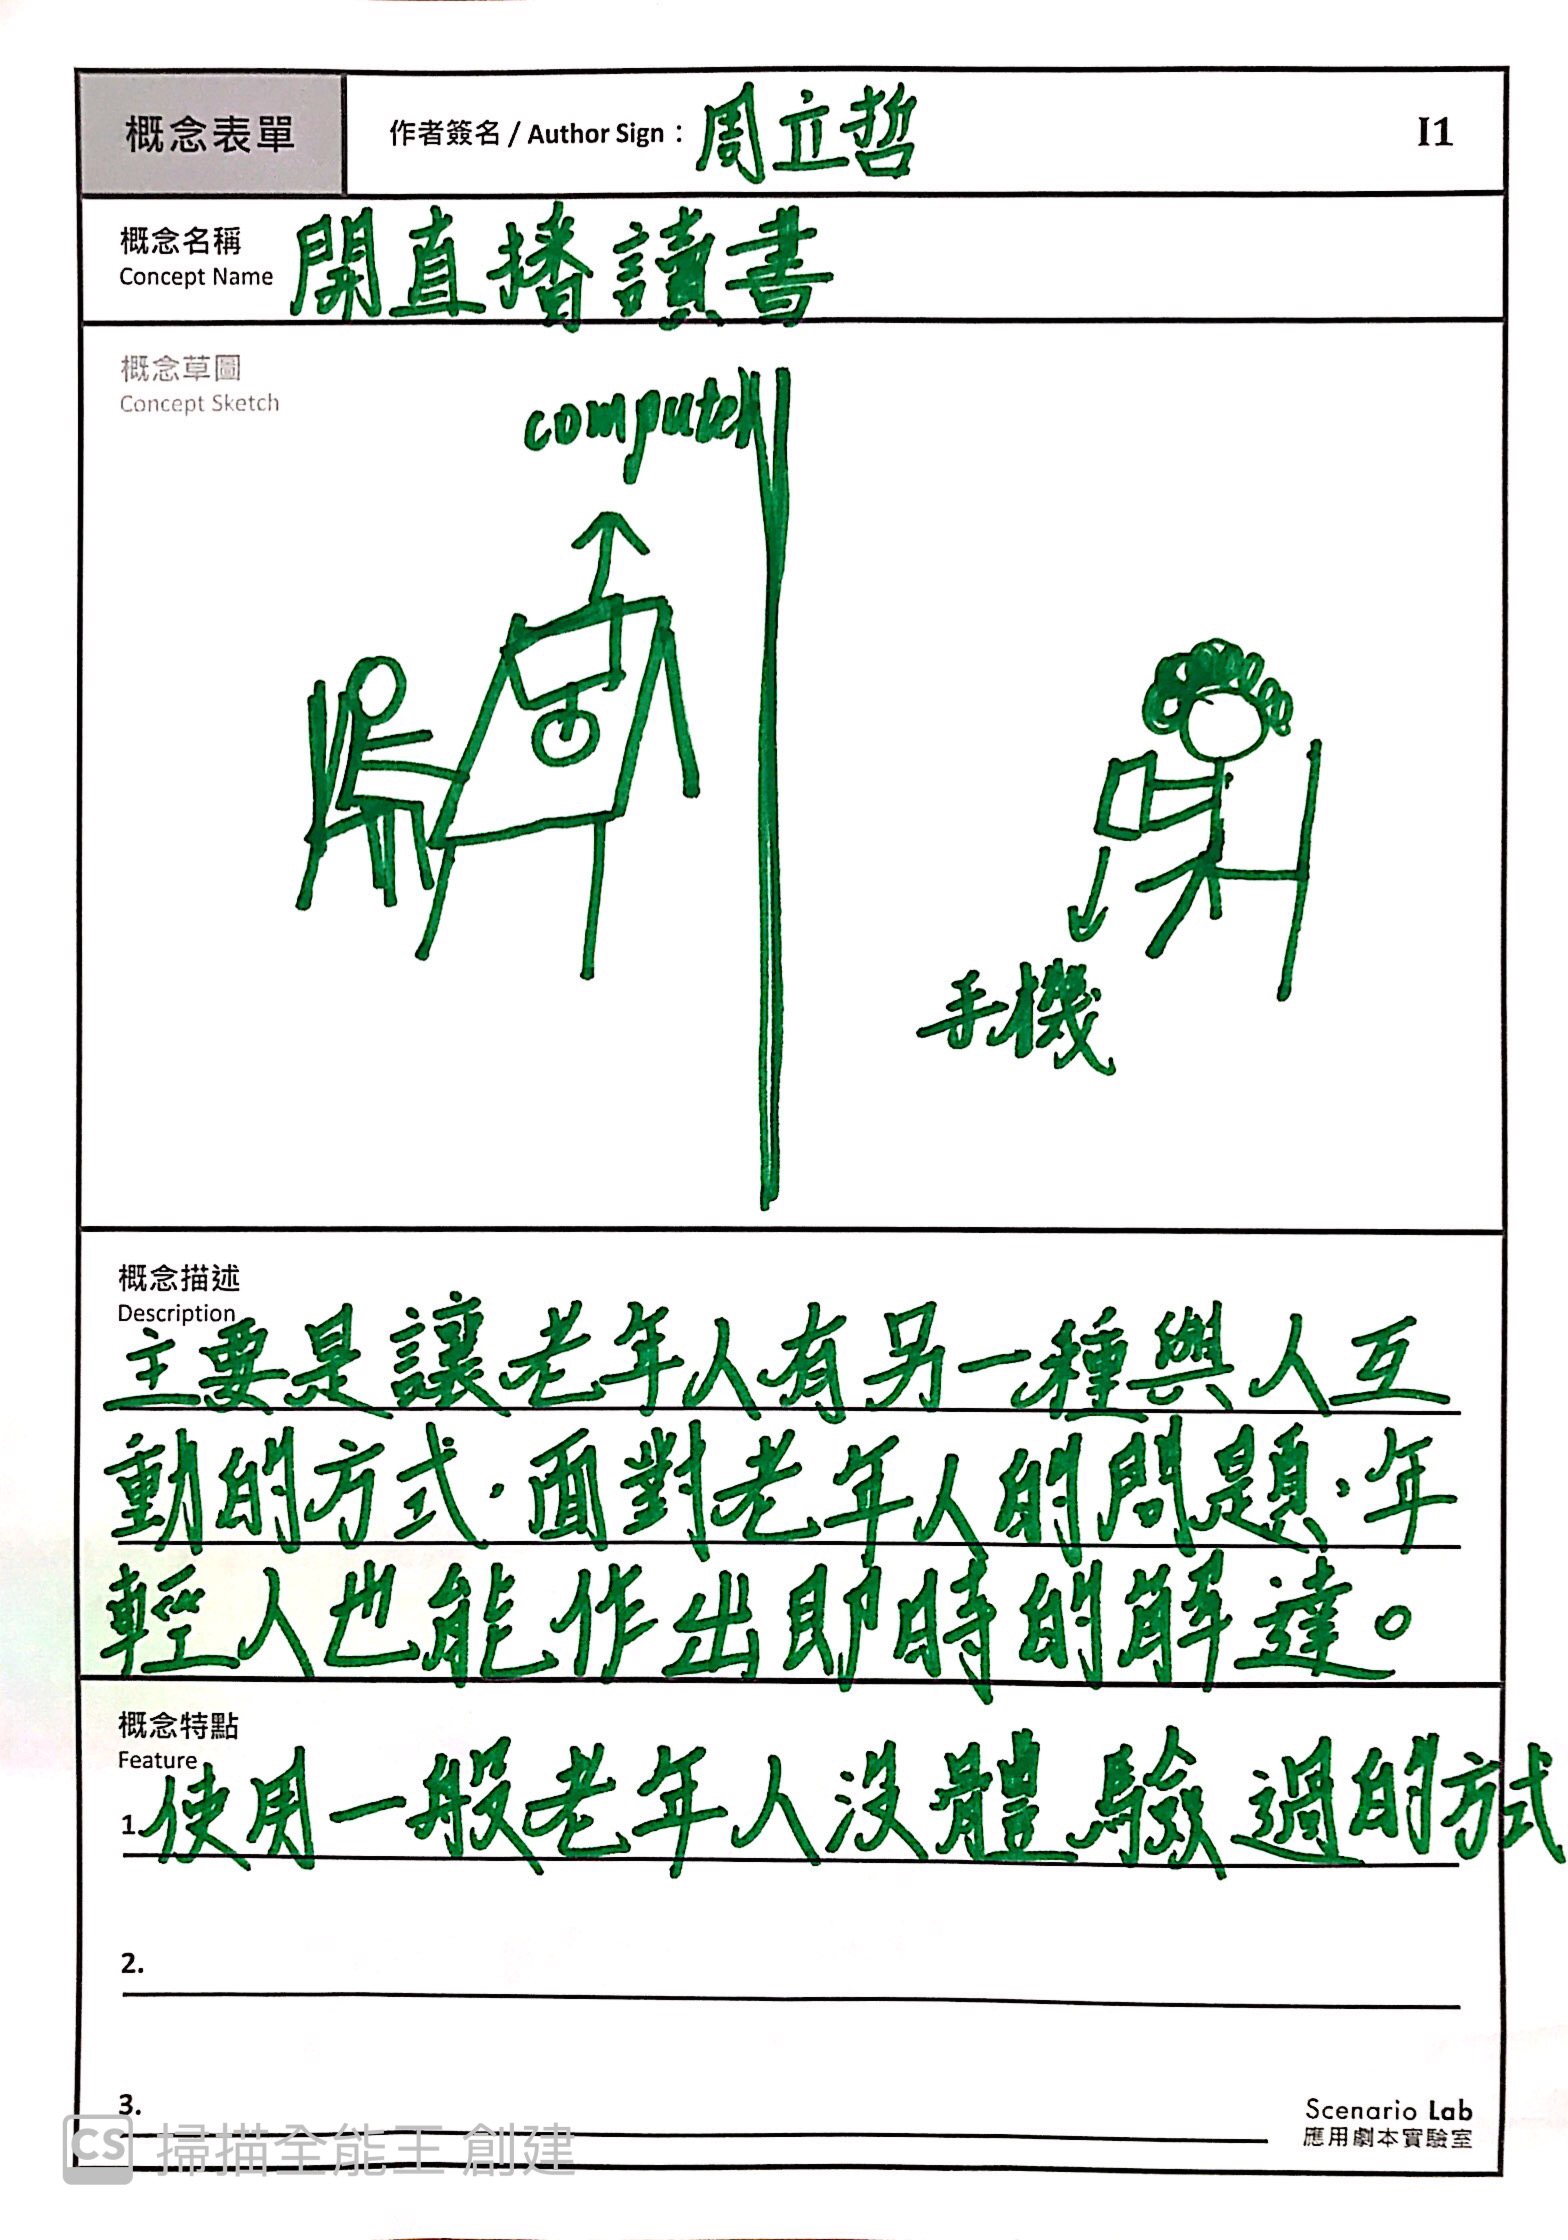 概念表單
作者簽名 / Author Sign：周立哲
I1
概念名稱
Concept Name
開直播讀書
概念草圖
Concept Sketch
computer
手機
概念描述
Description
主要是讓老年人有另一種與人互
動的方式，面對老年人的問題，年
輕人也能作出即時的解達。
概念特點
Feature
1.使用一般老年人沒體驗過的方式
2.
3.
Scenario Lab
應用劇本實驗室
CS 掃描全能王 創建